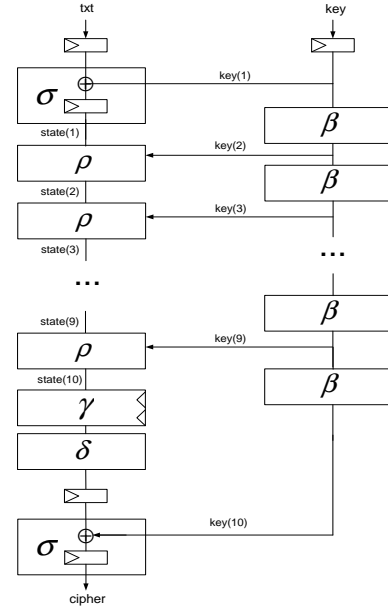 txt key
key(1)
σ
β
state(1)
key(2)
ρ
β
state(2)
key(3)
ρ
state(3)
... ...
β
state(9)
key(9)
ρ
β
state(10)
γ
δ
key(10)
σ
cipher